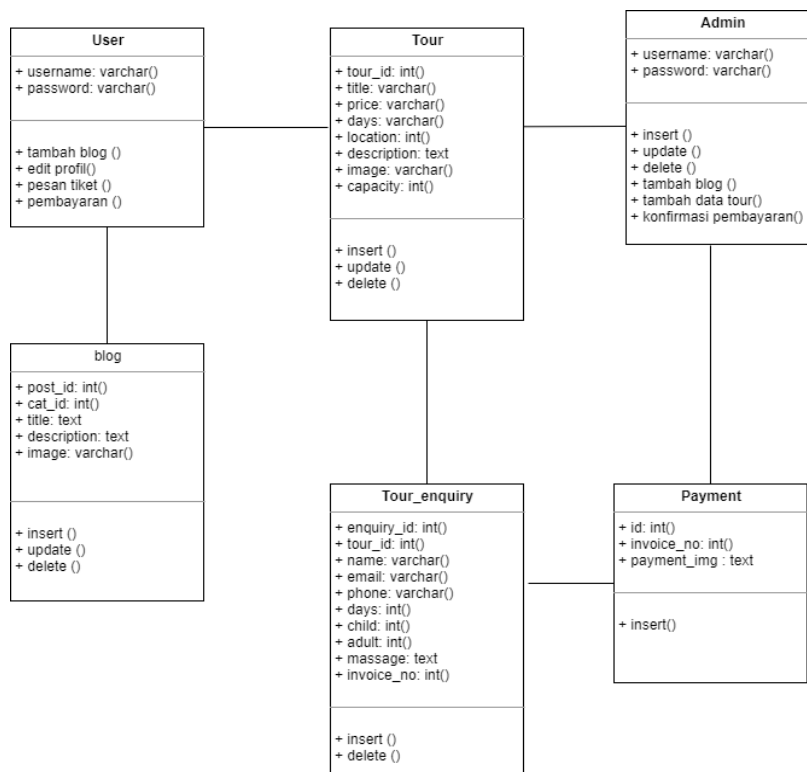 User
+ username: varchar()
+ password: varchar()
+ tambah blog ()
+ edit profil()
+ pesan tiket ()
+ pembayaran ()
Tour
+ tour_id: int()
+ title: varchar()
+ price: varchar()
+ days: varchar()
+ location: int()
+ description: text
+ image: varchar()
+ capacity: int()
+ insert ()
+ update ()
+ delete ()
Admin
+ username: varchar()
+ password: varchar()
+ insert ()
+ update ()
+ delete ()
+ tambah blog ()
+ tambah data tour()
+ konfirmasi pembayaran()
blog
+ post_id: int()
+ cat_id: int()
+ title: text
+ description: text
+ image: varchar()
+ insert ()
+ update ()
+ delete ()
Tour_enquiry
+ enquiry_id: int()
+ tour_id: int()
+ name: varchar()
+ email: varchar()
+ phone: varchar()
+ days: int()
+ child: int()
+ adult: int()
+ massage: text
+ invoice_no: int()
+ insert ()
+ delete ()
Payment
+ id: int()
+ invoice_no: int()
+ payment_img : text
+ insert()